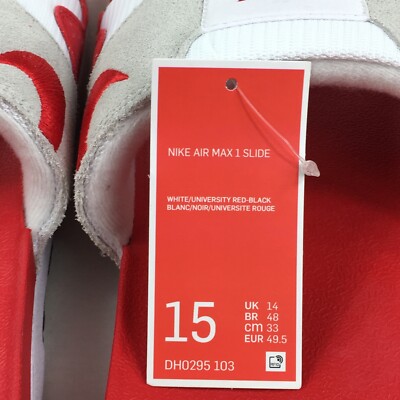 NIKE AIR MAX 1 SLIDE
WHITE/UNIVERSITY RED-BLACK
BLANC/NOIR/UNIVERSITE ROUGE
15
UK 14
BR 48
CM 33
EUR 49.5
DH0295 103